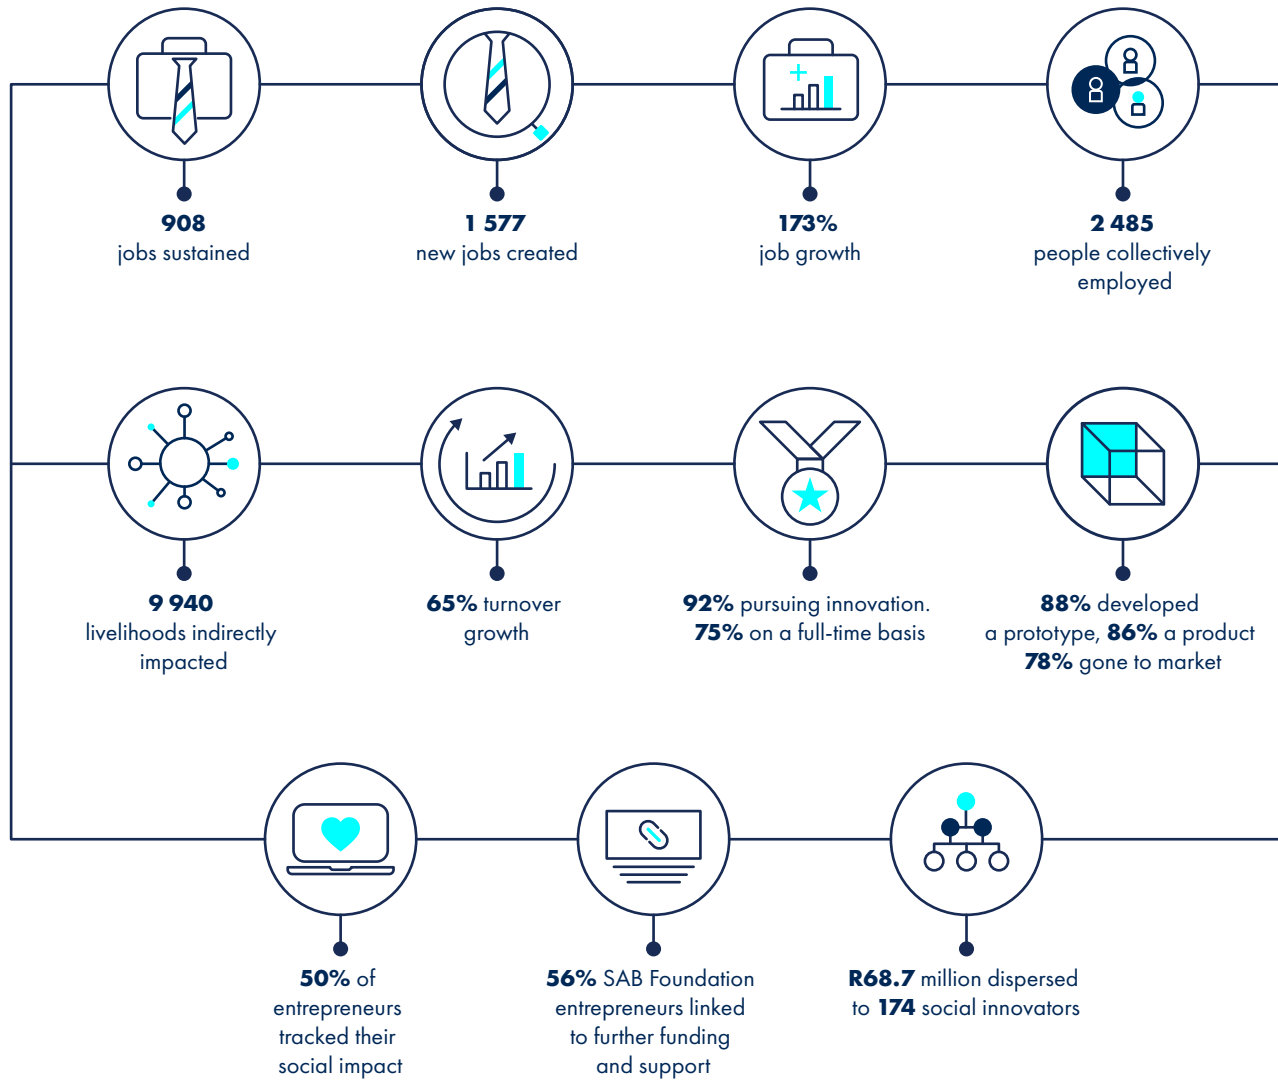 908
jobs sustained
1 577
new jobs created
173%
job growth
2 485
people collectively
employed
9 940
livelihoods indirectly
impacted
65% turnover
growth
92% pursuing innovation.
75% on a full-time basis
88% developed
a prototype, 86% a product
78% gone to market
50% of
entrepreneurs
tracked their
social impact
56% SAB Foundation
entrepreneurs linked
to further funding
and support
R68.7 million dispersed
to 174 social innovators